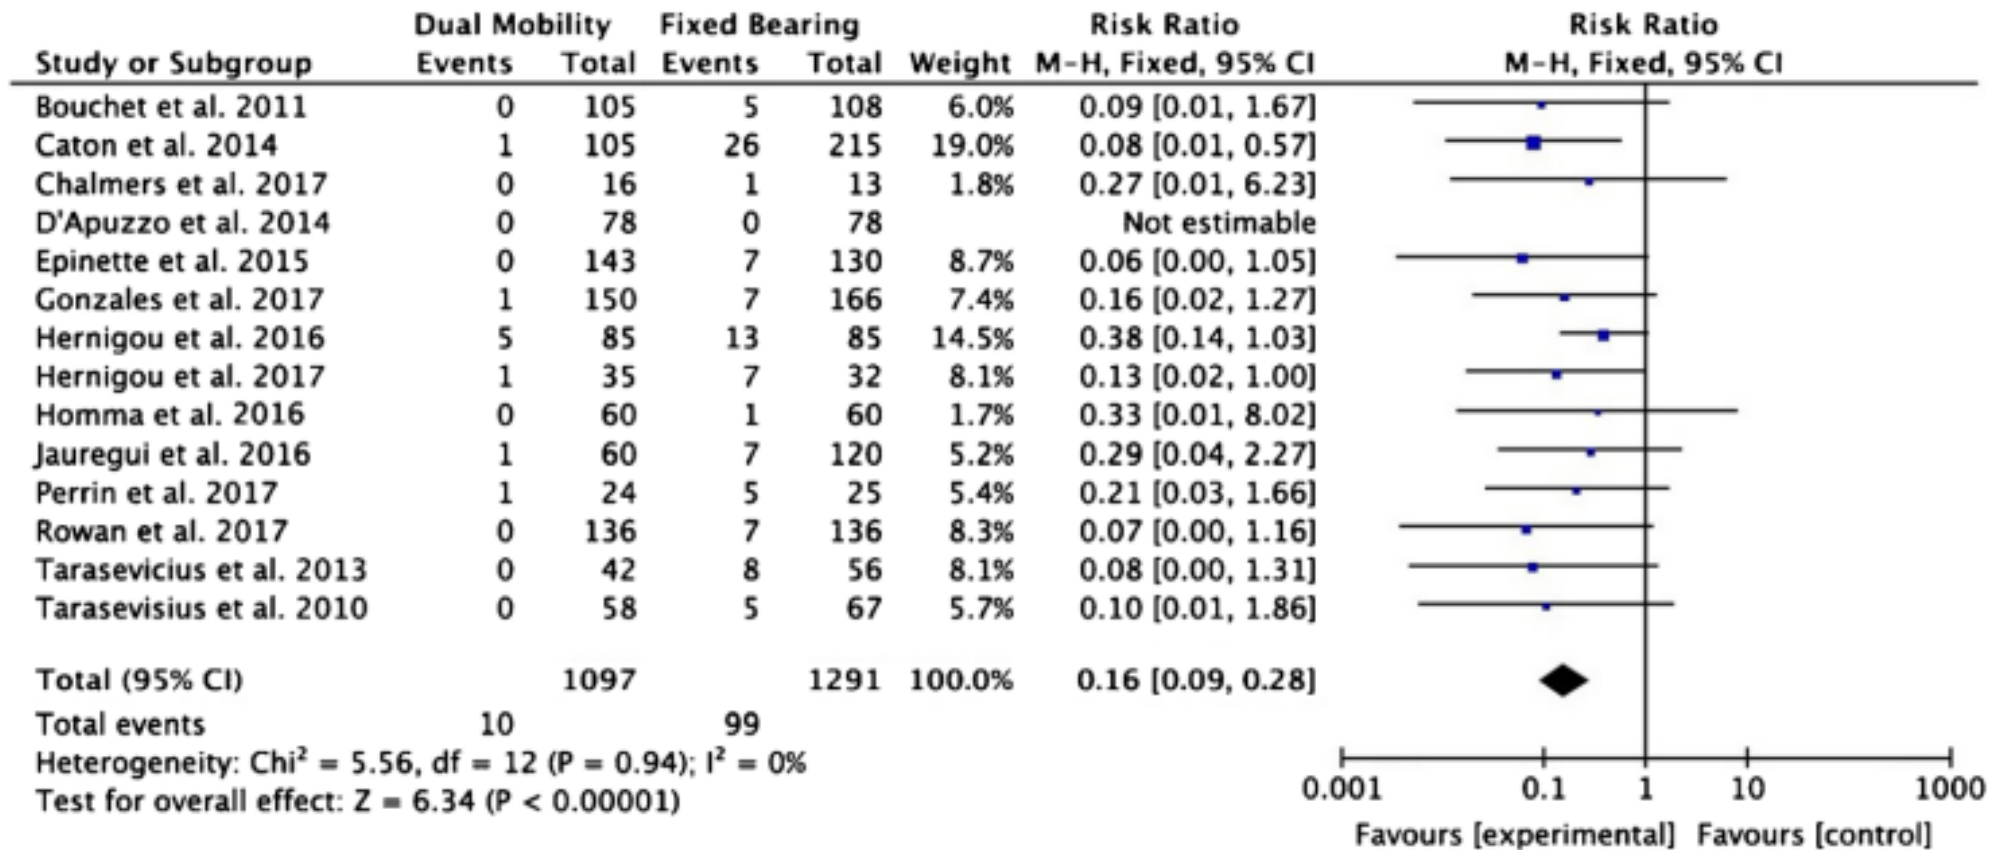 Dual Mobility Fixed Bearing Risk Ratio Risk Ratio
Study or Subgroup Events Total Events Total Weight M-H, Fixed, 95% CI M-H, Fixed, 95% CI
Bouchet et al. 2011 0 105 5 108 6.0% 0.09 [0.01, 1.67]
Caton et al. 2014 1 105 26 215 19.0% 0.08 [0.01, 0.57]
Chalmers et al. 2017 0 16 1 13 1.8% 0.27 [0.01, 6.23]
D'Apuzzo et al. 2014 0 78 0 78 Not estimable
Epinette et al. 2015 0 143 7 130 8.7% 0.06 [0.00, 1.05]
Gonzales et al. 2017 1 150 7 166 7.4% 0.16 [0.02, 1.27]
Hernigou et al. 2016 5 85 13 85 14.5% 0.38 [0.14, 1.03]
Hernigou et al. 2017 1 35 7 32 8.1% 0.13 [0.02, 1.00]
Homma et al. 2016 0 60 1 60 1.7% 0.33 [0.01, 8.02]
Jauregui et al. 2016 1 60 7 120 5.2% 0.29 [0.04, 2.27]
Perrin et al. 2017 1 24 5 25 5.4% 0.21 [0.03, 1.66]
Rowan et al. 2017 0 136 7 136 8.3% 0.07 [0.00, 1.16]
Tarasevicius et al. 2013 0 42 8 56 8.1% 0.08 [0.00, 1.31]
Tarasevisius et al. 2010 0 58 5 67 5.7% 0.10 [0.01, 1.86]
Total (95% CI) 1097 1291 100.0% 0.16 [0.09, 0.28]
Total events 10 99
Heterogeneity: Chi² = 5.56, df = 12 (P = 0.94); I² = 0%
Test for overall effect: Z = 6.34 (P < 0.00001)
0.001 0.1 1 10 1000
Favours [experimental] Favours [control]